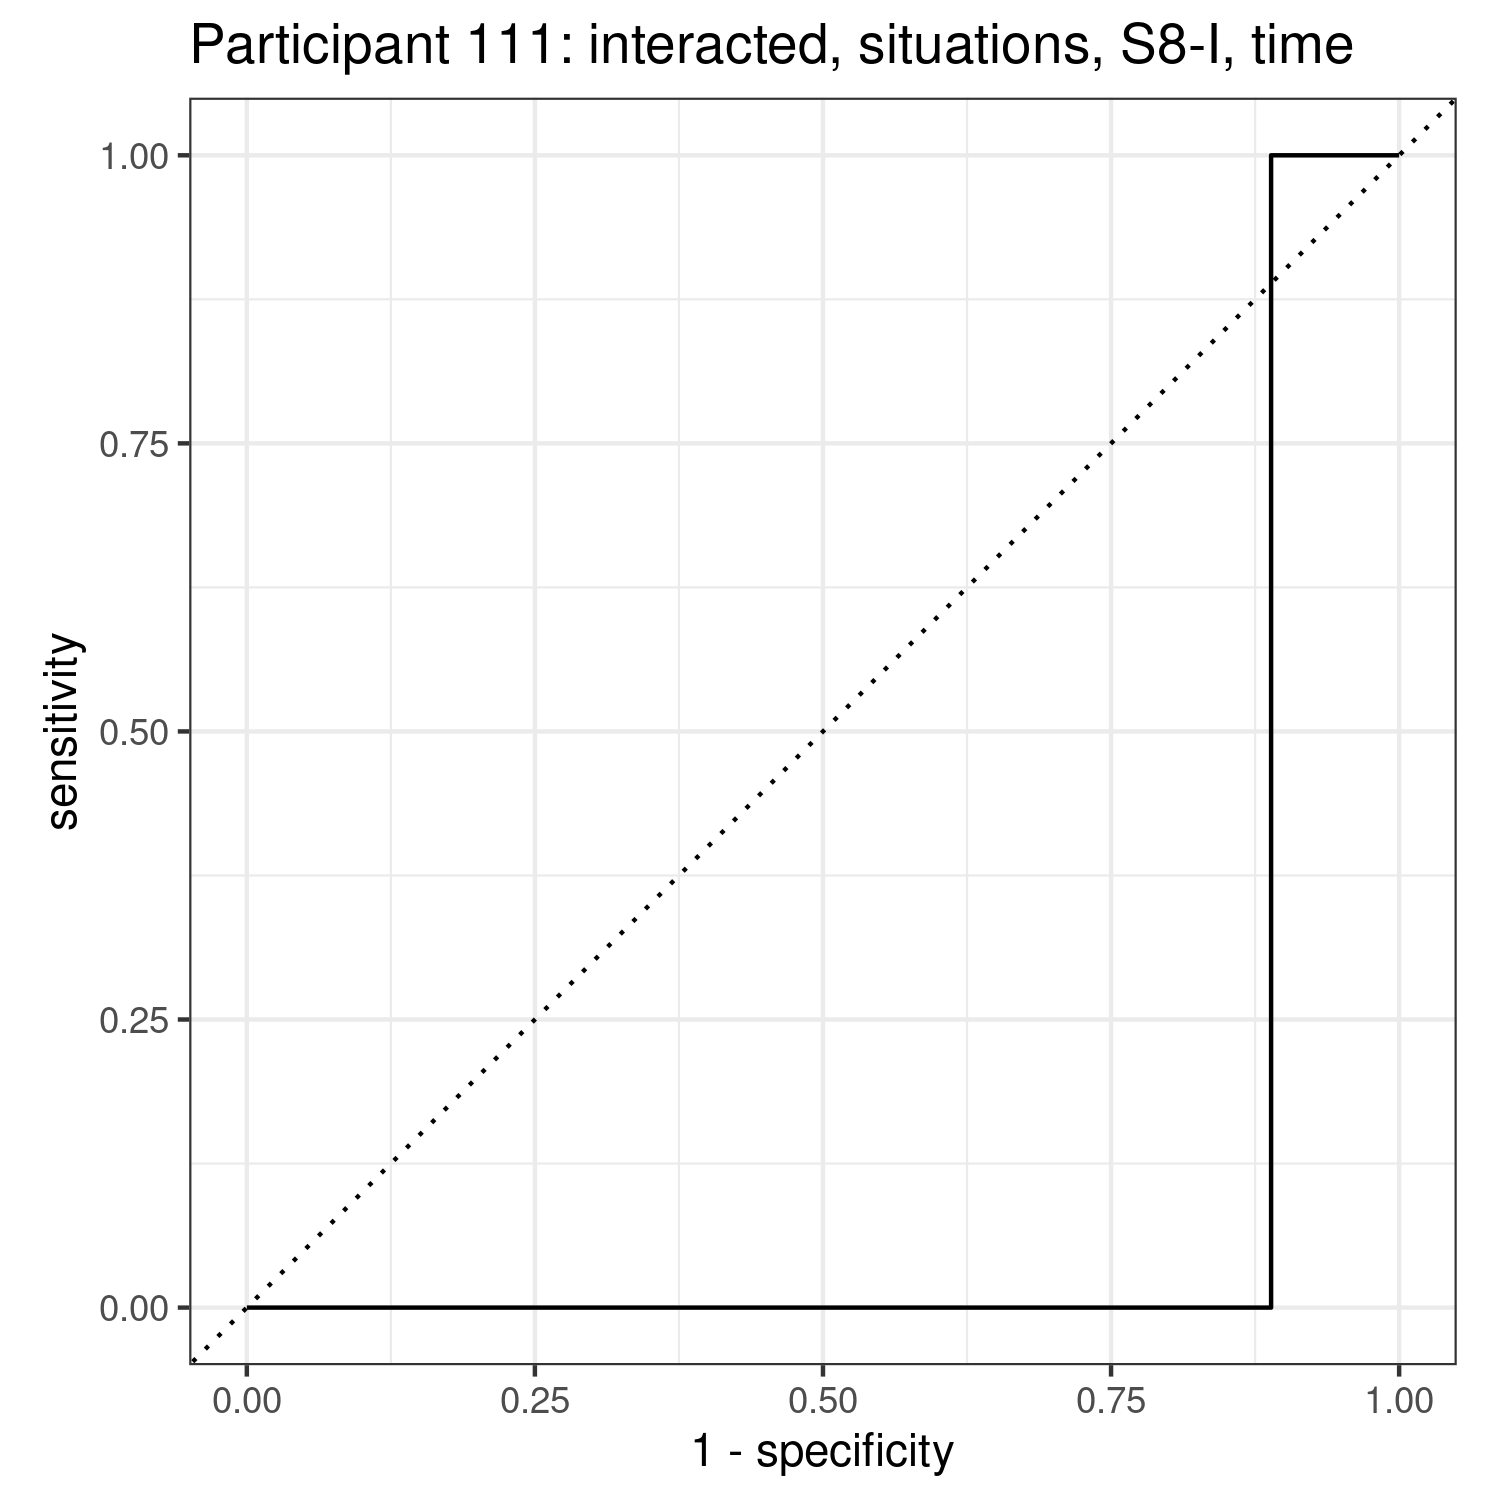 Participant 111: interacted, situations, S8-I, time
1.00
0.75
0.50
0.25
0.00
sensitivity
0.00 0.25 0.50 0.75 1.00
1 - specificity